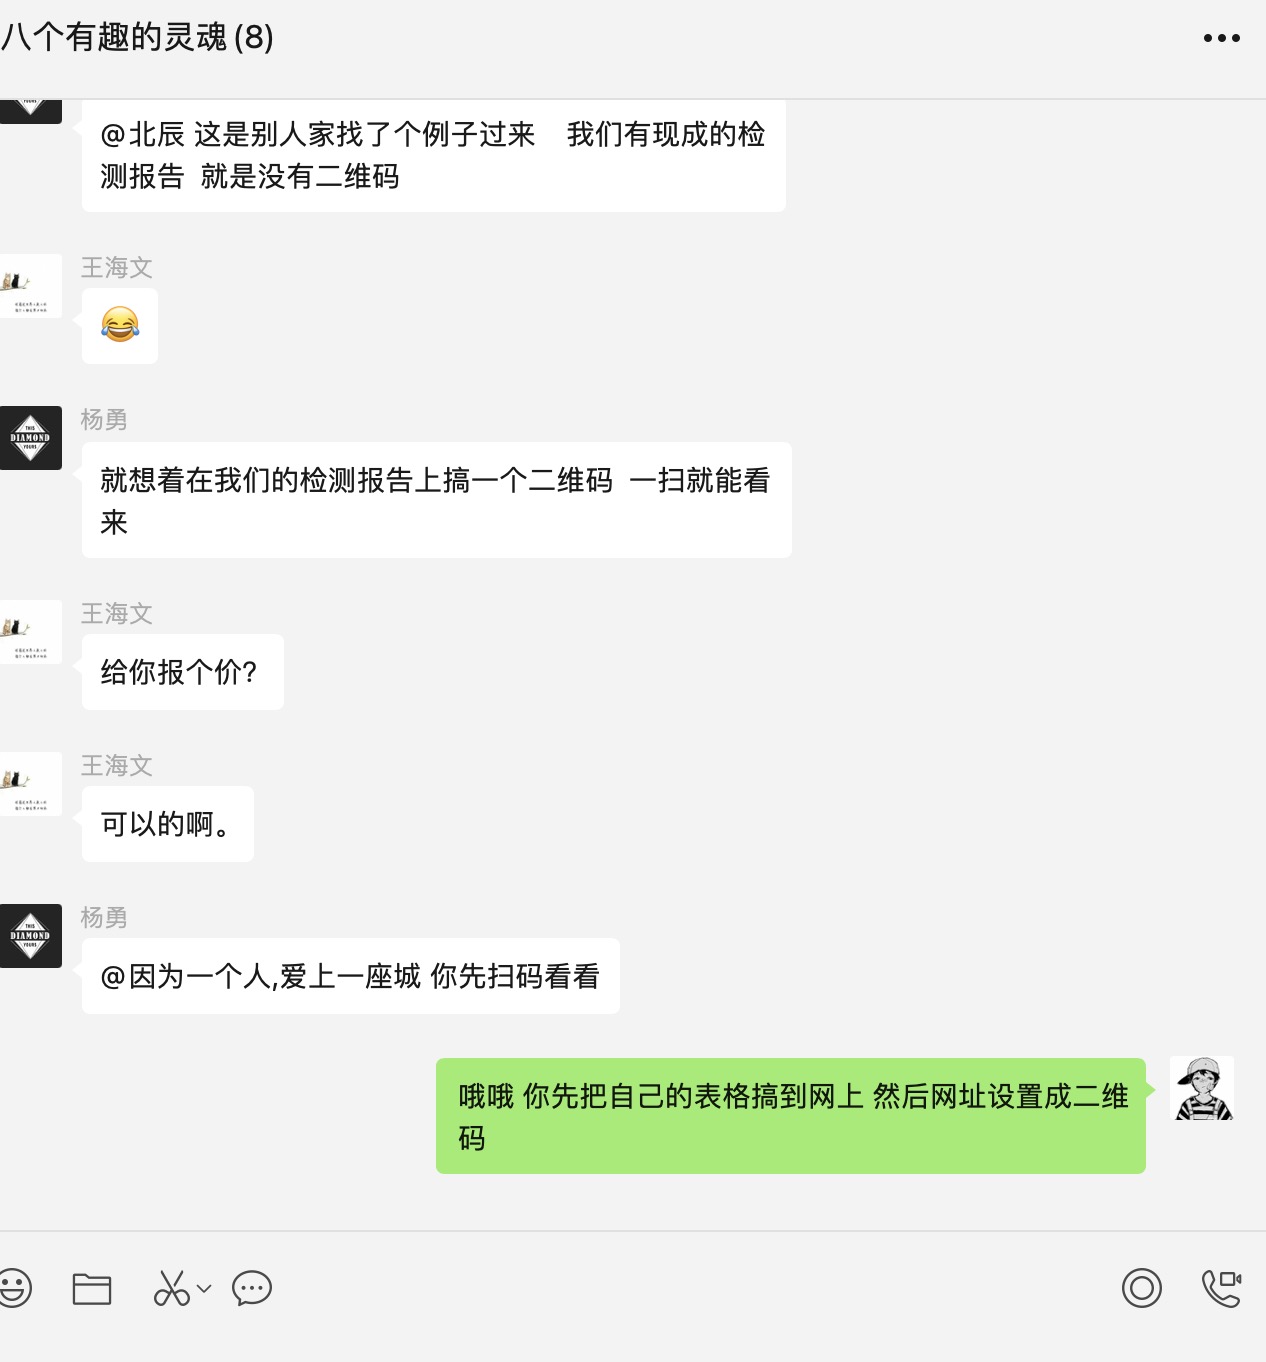 八个有趣的灵魂(8)
@北辰 这是别人家找了个例子过来 我们有现成的检
测报告 就是没有二维码
王海文
😂
杨勇
THIS
DIAMOND
YOURS
就想着在我们的检测报告上搞一个二维码 一扫就能看
来
王海文
给你报个价?
王海文
可以的啊。
杨勇
THIS
DIAMOND
YOURS
@因为一个人,爱上一座城 你先扫码看看
哦哦 你先把自己的表格搞到网上 然后网址设置成二维
码